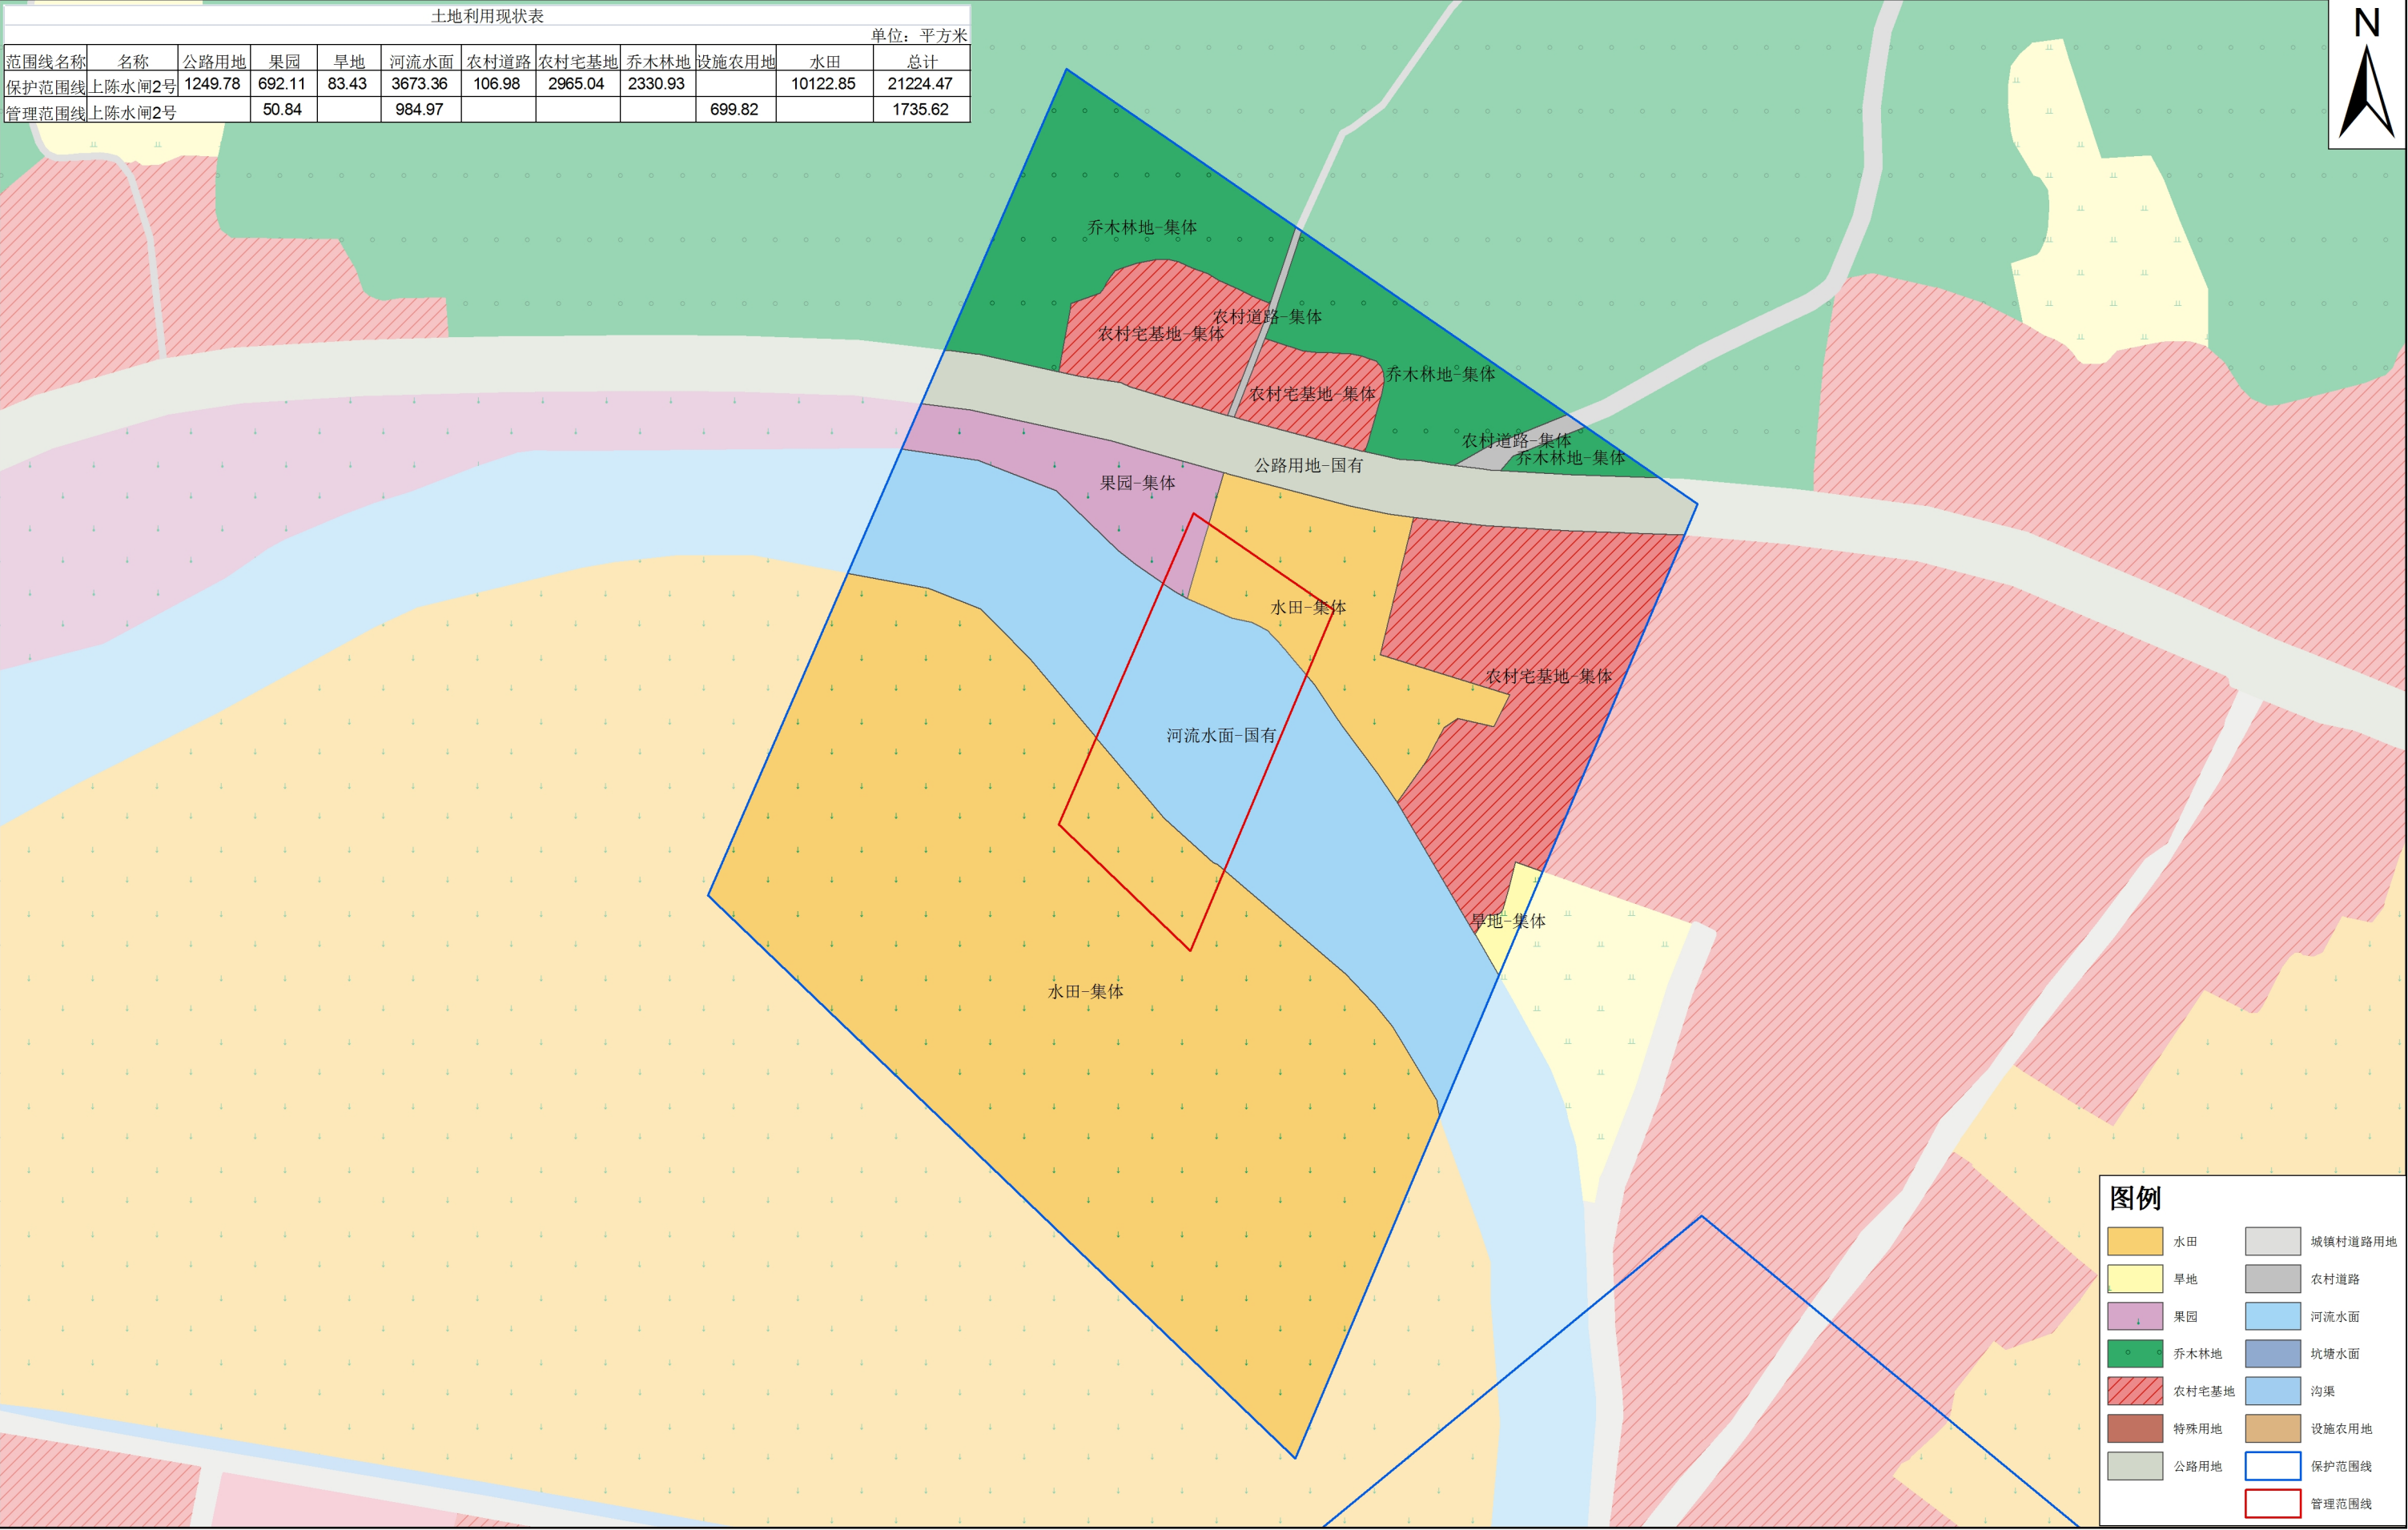 土地利用现状表
单位：平方米
范围线名称 名称 公路用地 果园 旱地 河流水面 农村道路 农村宅基地 乔木林地 设施农用地 水田 总计
保护范围线 上陈水闸2号 1249.78 692.11 83.43 3673.36 106.98 2965.04 2330.93 10122.85 21224.47
管理范围线 上陈水闸2号 50.84 984.97 699.82 1735.62
N
乔木林地-集体
农村道路-集体
农村宅基地-集体
乔木林地-集体
农村宅基地-集体
农村道路-集体
乔木林地-集体
公路用地-国有
果园-集体
水田-集体
农村宅基地-集体
河流水面-国有
旱地-集体
水田-集体
图例
水田 城镇村道路用地
旱地 农村道路
果园 河流水面
乔木林地 坑塘水面
农村宅基地 沟渠
特殊用地 设施农用地
公路用地 保护范围线
管理范围线